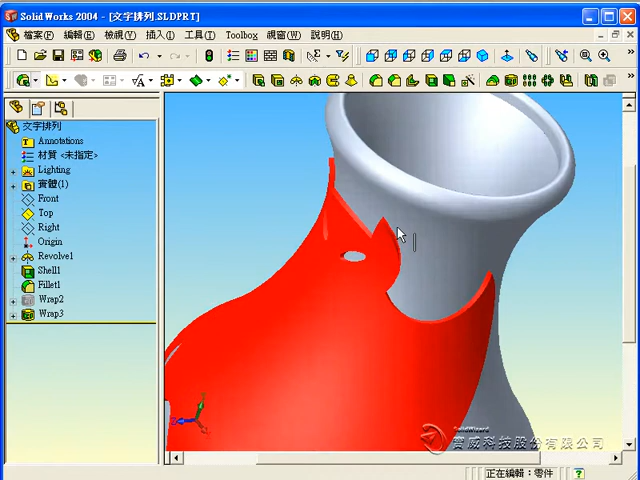 SolidWorks 2004 - [文字排列.SLDPRT]
檔案(F) 編輯(E) 檢視(V) 插入(I) 工具(T) Toolbox 視窗(W) 說明(H)
文字排列
Annotations
材質 <未指定>
Lighting
實體(1)
Front
Top
Right
Origin
Revolve1
Shell1
Fillet1
Wrap2
Wrap3
SolidWizard
實威科技股份有限公司
正在編輯：零件